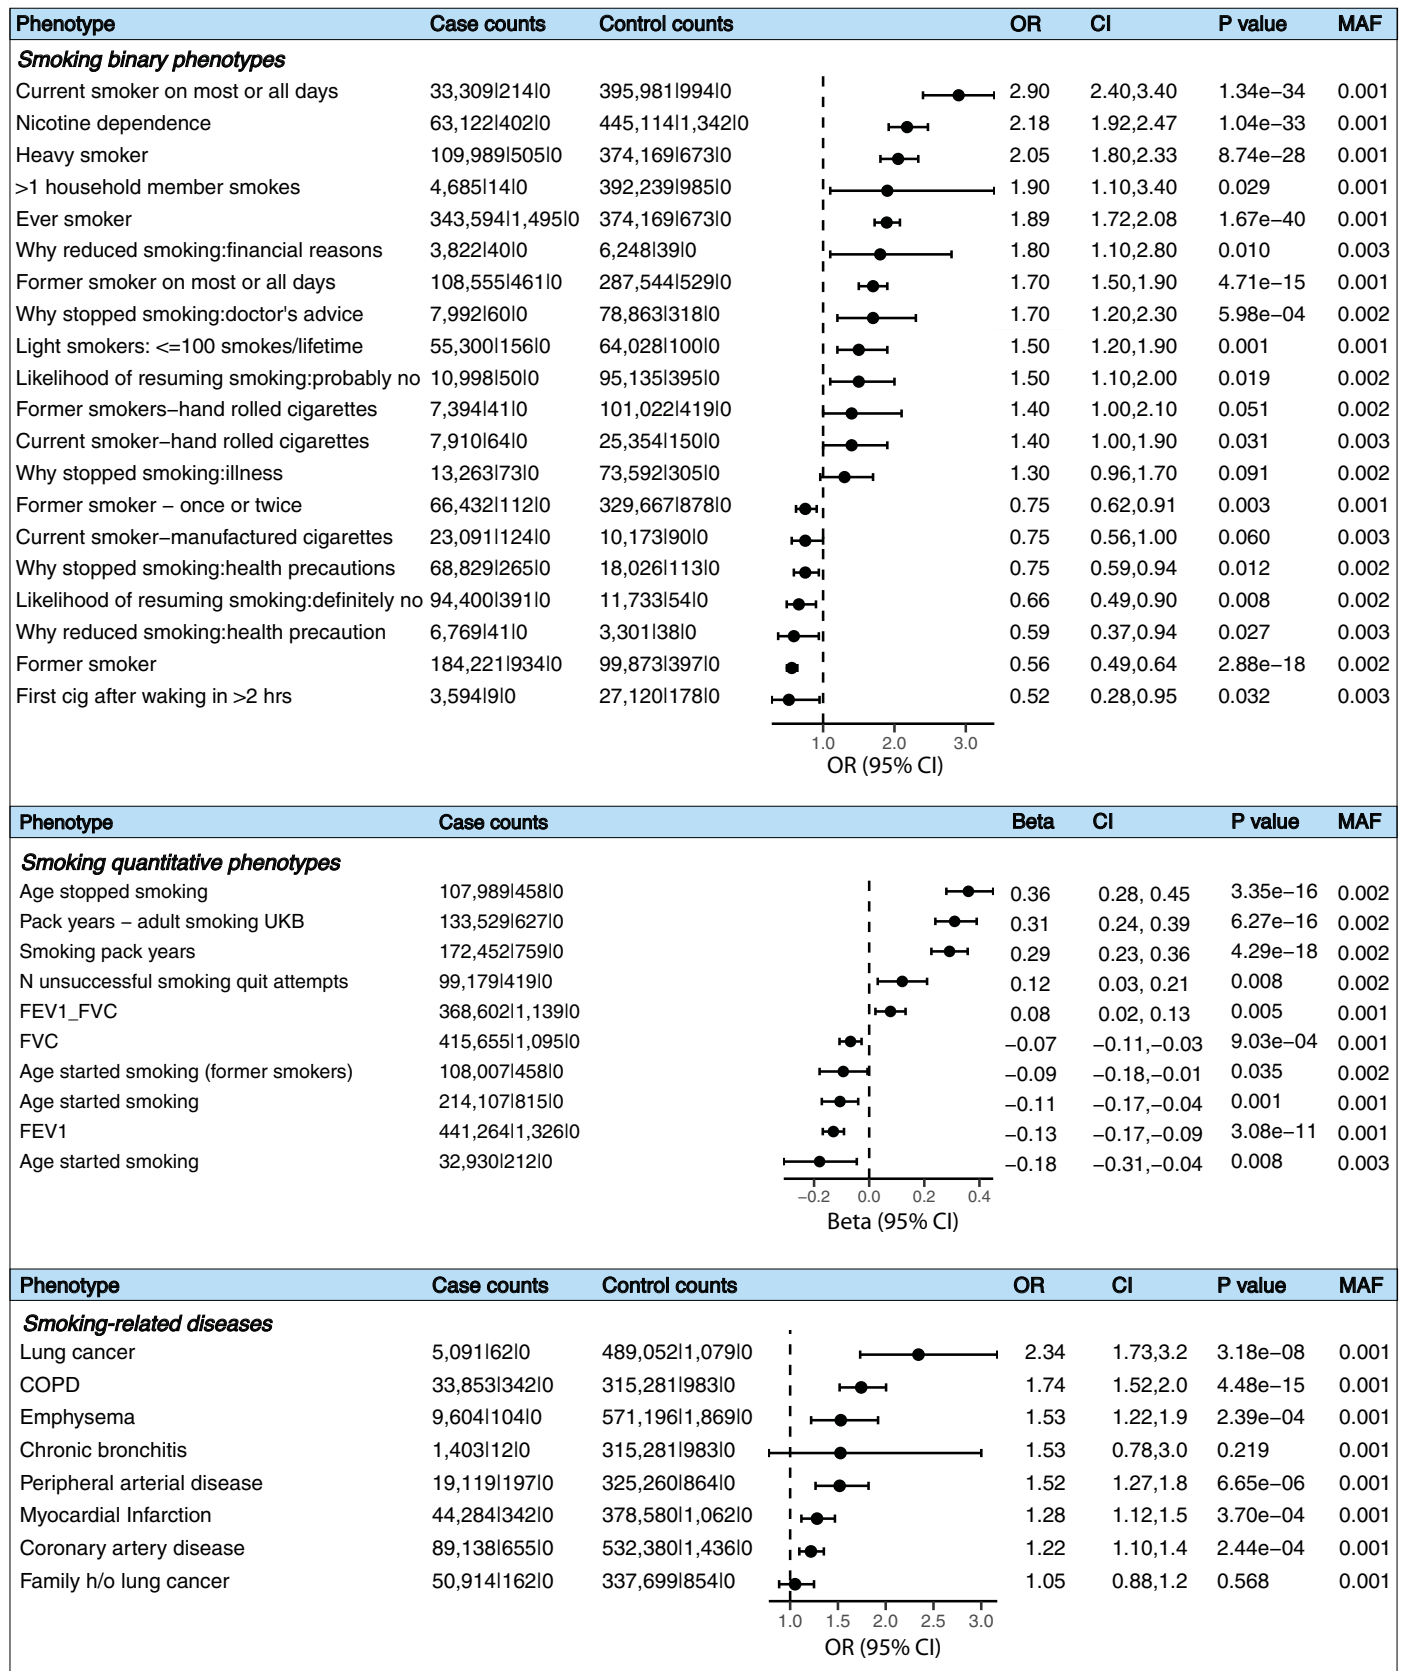 Phenotype Case counts Control counts OR CI P value MAF
Smoking binary phenotypes
Current smoker on most or all days 33,309|214|0 395,981|994|0 2.90 2.40,3.40 1.34e−34 0.001
Nicotine dependence 63,122|402|0 445,114|1,342|0 2.18 1.92,2.47 1.04e−33 0.001
Heavy smoker 109,989|505|0 374,169|673|0 2.05 1.80,2.33 8.74e−28 0.001
>1 household member smokes 4,685|14|0 392,239|985|0 1.90 1.10,3.40 0.029 0.001
Ever smoker 343,594|1,495|0 374,169|673|0 1.89 1.72,2.08 1.67e−40 0.001
Why reduced smoking:financial reasons 3,822|40|0 6,248|39|0 1.80 1.10,2.80 0.010 0.003
Former smoker on most or all days 108,555|461|0 287,544|529|0 1.70 1.50,1.90 4.71e−15 0.001
Why stopped smoking:doctor's advice 7,992|60|0 78,863|318|0 1.70 1.20,2.30 5.98e−04 0.002
Light smokers: <=100 smokes/lifetime 55,300|156|0 64,028|100|0 1.50 1.20,1.90 0.001 0.001
Likelihood of resuming smoking:probably no 10,998|50|0 95,135|395|0 1.50 1.10,2.00 0.019 0.002
Former smokers−hand rolled cigarettes 7,394|41|0 101,022|419|0 1.40 1.00,2.10 0.051 0.002
Current smoker−hand rolled cigarettes 7,910|64|0 25,354|150|0 1.40 1.00,1.90 0.031 0.003
Why stopped smoking:illness 13,263|73|0 73,592|305|0 1.30 0.96,1.70 0.091 0.002
Former smoker − once or twice 66,432|112|0 329,667|878|0 0.75 0.62,0.91 0.003 0.001
Current smoker−manufactured cigarettes 23,091|124|0 10,173|90|0 0.75 0.56,1.00 0.060 0.003
Why stopped smoking:health precautions 68,829|265|0 18,026|113|0 0.75 0.59,0.94 0.012 0.002
Likelihood of resuming smoking:definitely no 94,400|391|0 11,733|54|0 0.66 0.49,0.90 0.008 0.002
Why reduced smoking:health precaution 6,769|41|0 3,301|38|0 0.59 0.37,0.94 0.027 0.003
Former smoker 184,221|934|0 99,873|397|0 0.56 0.49,0.64 2.88e−18 0.002
First cig after waking in >2 hrs 3,594|9|0 27,120|178|0 0.52 0.28,0.95 0.032 0.003
1.0 2.0 3.0
OR (95% CI)
Phenotype Case counts Beta CI P value MAF
Smoking quantitative phenotypes
Age stopped smoking 107,989|458|0 0.36 0.28, 0.45 3.35e−16 0.002
Pack years − adult smoking UKB 133,529|627|0 0.31 0.24, 0.39 6.27e−16 0.002
Smoking pack years 172,452|759|0 0.29 0.23, 0.36 4.29e−18 0.002
N unsuccessful smoking quit attempts 99,179|419|0 0.12 0.03, 0.21 0.008 0.002
FEV1_FVC 368,602|1,139|0 0.08 0.02, 0.13 0.005 0.001
FVC 415,655|1,095|0 −0.07 −0.11,−0.03 9.03e−04 0.001
Age started smoking (former smokers) 108,007|458|0 −0.09 −0.18,−0.01 0.035 0.002
Age started smoking 214,107|815|0 −0.11 −0.17,−0.04 0.001 0.001
FEV1 441,264|1,326|0 −0.13 −0.17,−0.09 3.08e−11 0.001
Age started smoking 32,930|212|0 −0.18 −0.31,−0.04 0.008 0.003
−0.2 0.0 0.2 0.4
Beta (95% CI)
Phenotype Case counts Control counts OR CI P value MAF
Smoking-related diseases
Lung cancer 5,091|62|0 489,052|1,079|0 2.34 1.73,3.2 3.18e−08 0.001
COPD 33,853|342|0 315,281|983|0 1.74 1.52,2.0 4.48e−15 0.001
Emphysema 9,604|104|0 571,196|1,869|0 1.53 1.22,1.9 2.39e−04 0.001
Chronic bronchitis 1,403|12|0 315,281|983|0 1.53 0.78,3.0 0.219 0.001
Peripheral arterial disease 19,119|197|0 325,260|864|0 1.52 1.27,1.8 6.65e−06 0.001
Myocardial Infarction 44,284|342|0 378,580|1,062|0 1.28 1.12,1.5 3.70e−04 0.001
Coronary artery disease 89,138|655|0 532,380|1,436|0 1.22 1.10,1.4 2.44e−04 0.001
Family h/o lung cancer 50,914|162|0 337,699|854|0 1.05 0.88,1.2 0.568 0.001
1.0 1.5 2.0 2.5 3.0
OR (95% CI)